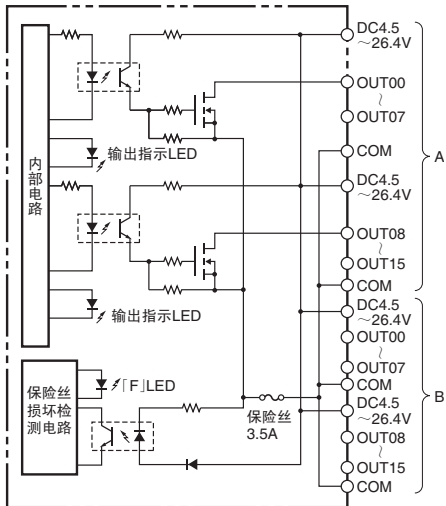 DC4.5
～26.4V
OUT00
～
OUT07
COM
DC4.5
～26.4V
OUT08
～
OUT15
COM
A
DC4.5
～26.4V
OUT00
～
OUT07
COM
DC4.5
～26.4V
OUT08
～
OUT15
COM
B
内部电路
输出指示LED
输出指示LED
保险丝
损坏检
测电路
「F」LED
保险丝
3.5A